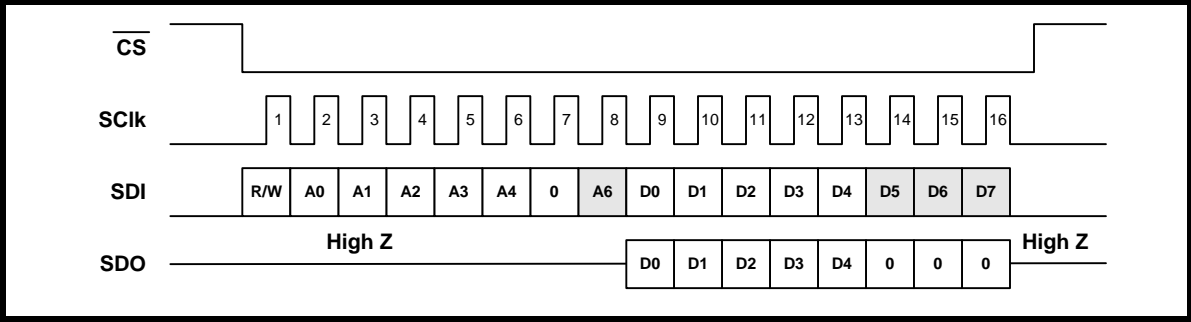 CS
SClk 1 2 3 4 5 6 7 8 9 10 11 12 13 14 15 16
SDI R/W A0 A1 A2 A3 A4 0 A6 D0 D1 D2 D3 D4 D5 D6 D7
High Z High Z
SDO D0 D1 D2 D3 D4 0 0 0